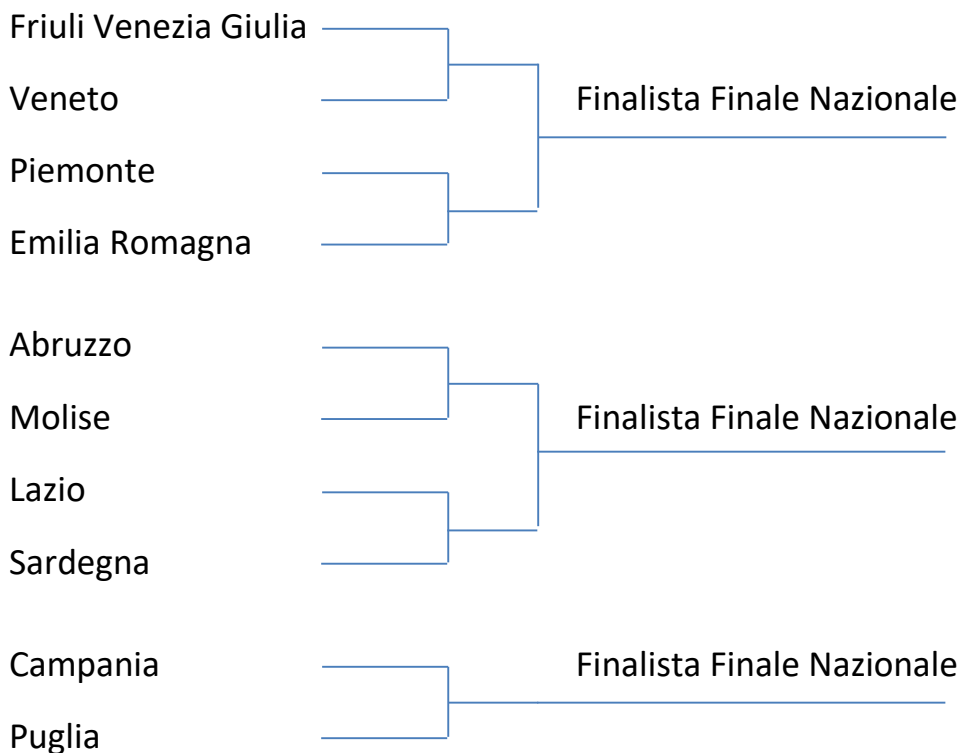 Friuli Venezia Giulia
Veneto
Finalista Finale Nazionale
Piemonte
Emilia Romagna
Abruzzo
Molise
Finalista Finale Nazionale
Lazio
Sardegna
Campania
Finalista Finale Nazionale
Puglia